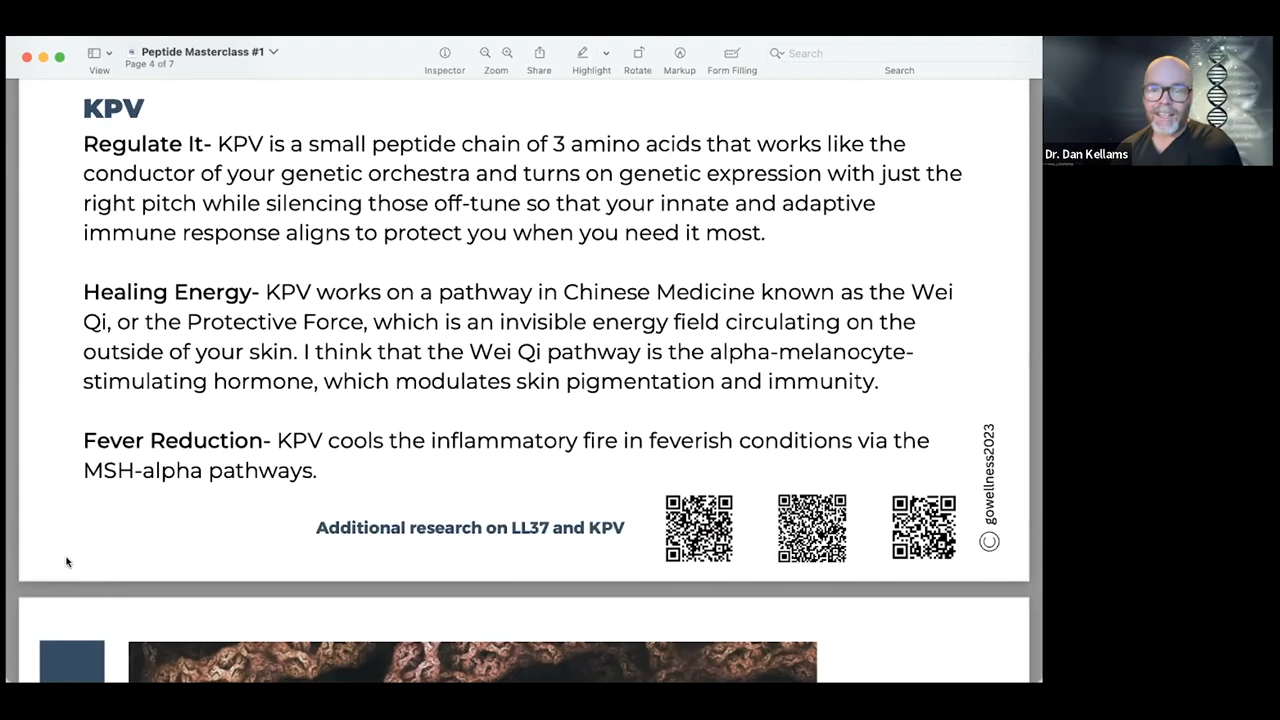 Peptide Masterclass #1
Page 4 of 7
View
Inspector
Zoom
Share
Highlight
Rotate
Markup
Form Filling
Search
Search
KPV
Regulate It- KPV is a small peptide chain of 3 amino acids that works like the
conductor of your genetic orchestra and turns on genetic expression with just the
right pitch while silencing those off-tune so that your innate and adaptive
immune response aligns to protect you when you need it most.
Healing Energy- KPV works on a pathway in Chinese Medicine known as the Wei
Qi, or the Protective Force, which is an invisible energy field circulating on the
outside of your skin. I think that the Wei Qi pathway is the alpha-melanocyte-
stimulating hormone, which modulates skin pigmentation and immunity.
Fever Reduction- KPV cools the inflammatory fire in feverish conditions via the
MSH-alpha pathways.
Additional research on LL37 and KPV
© gowellness2023
Dr. Dan Kellams